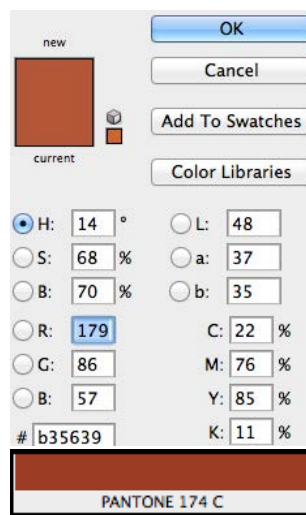 new
OK
Cancel
Add To Swatches
current
Color Libraries
H: 14 °
L: 48
S: 68 %
a: 37
B: 70 %
b: 35
R: 179
C: 22 %
G: 86
M: 76 %
B: 57
Y: 85 %
# b35639
K: 11 %
PANTONE 174 C